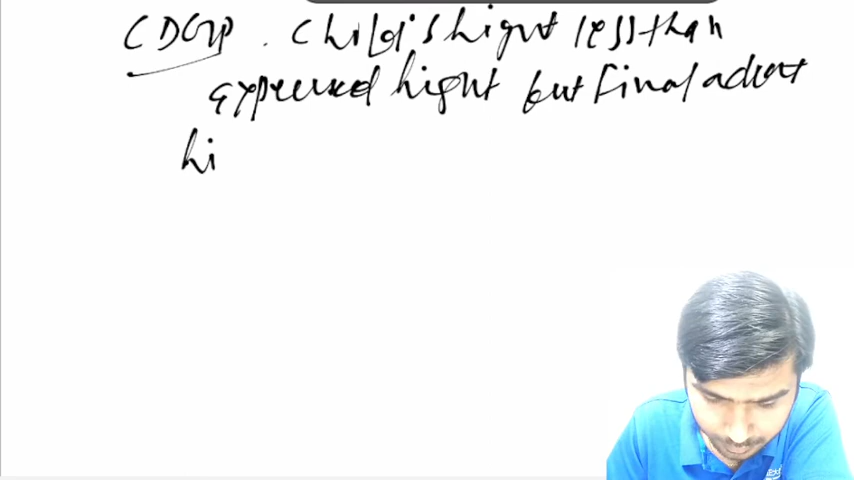 CDGP. Child's hight less than
expected hight but final adult
hi